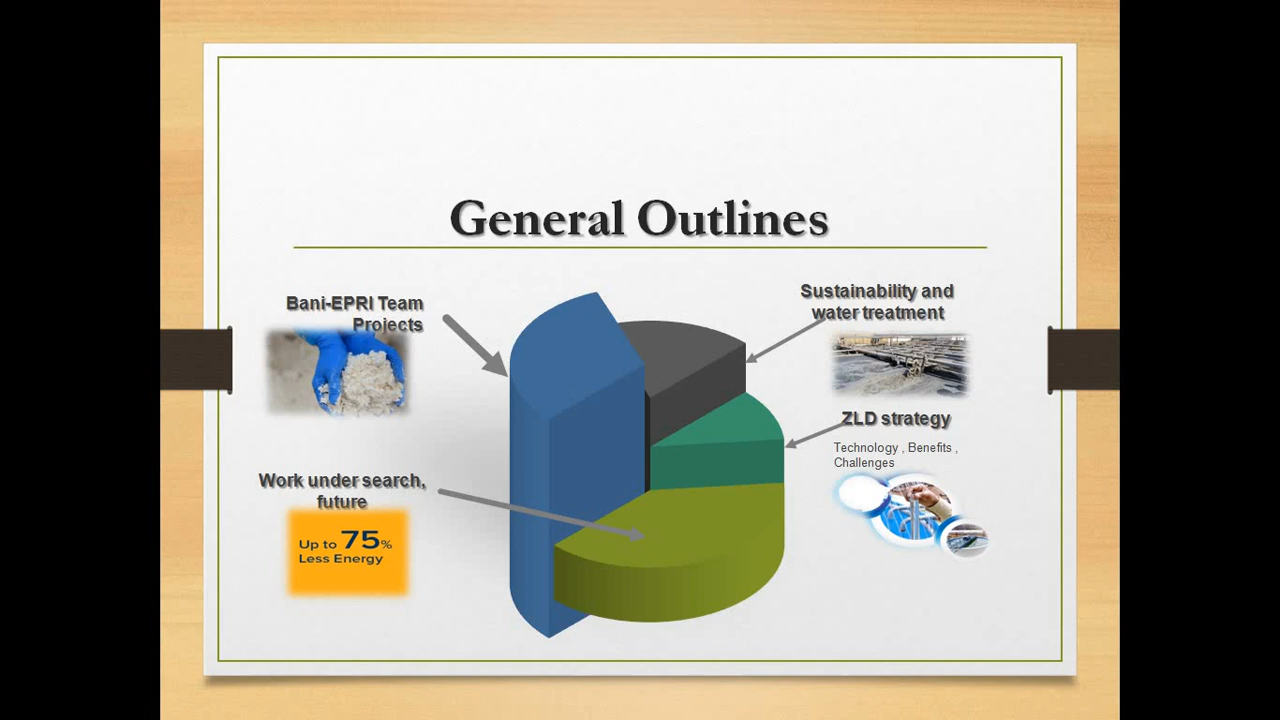 General Outlines
Bani-EPRI Team
Projects
Sustainability and
water treatment
ZLD strategy
Technology , Benefits ,
Challenges
Work under search,
future
Up to 75%
Less Energy